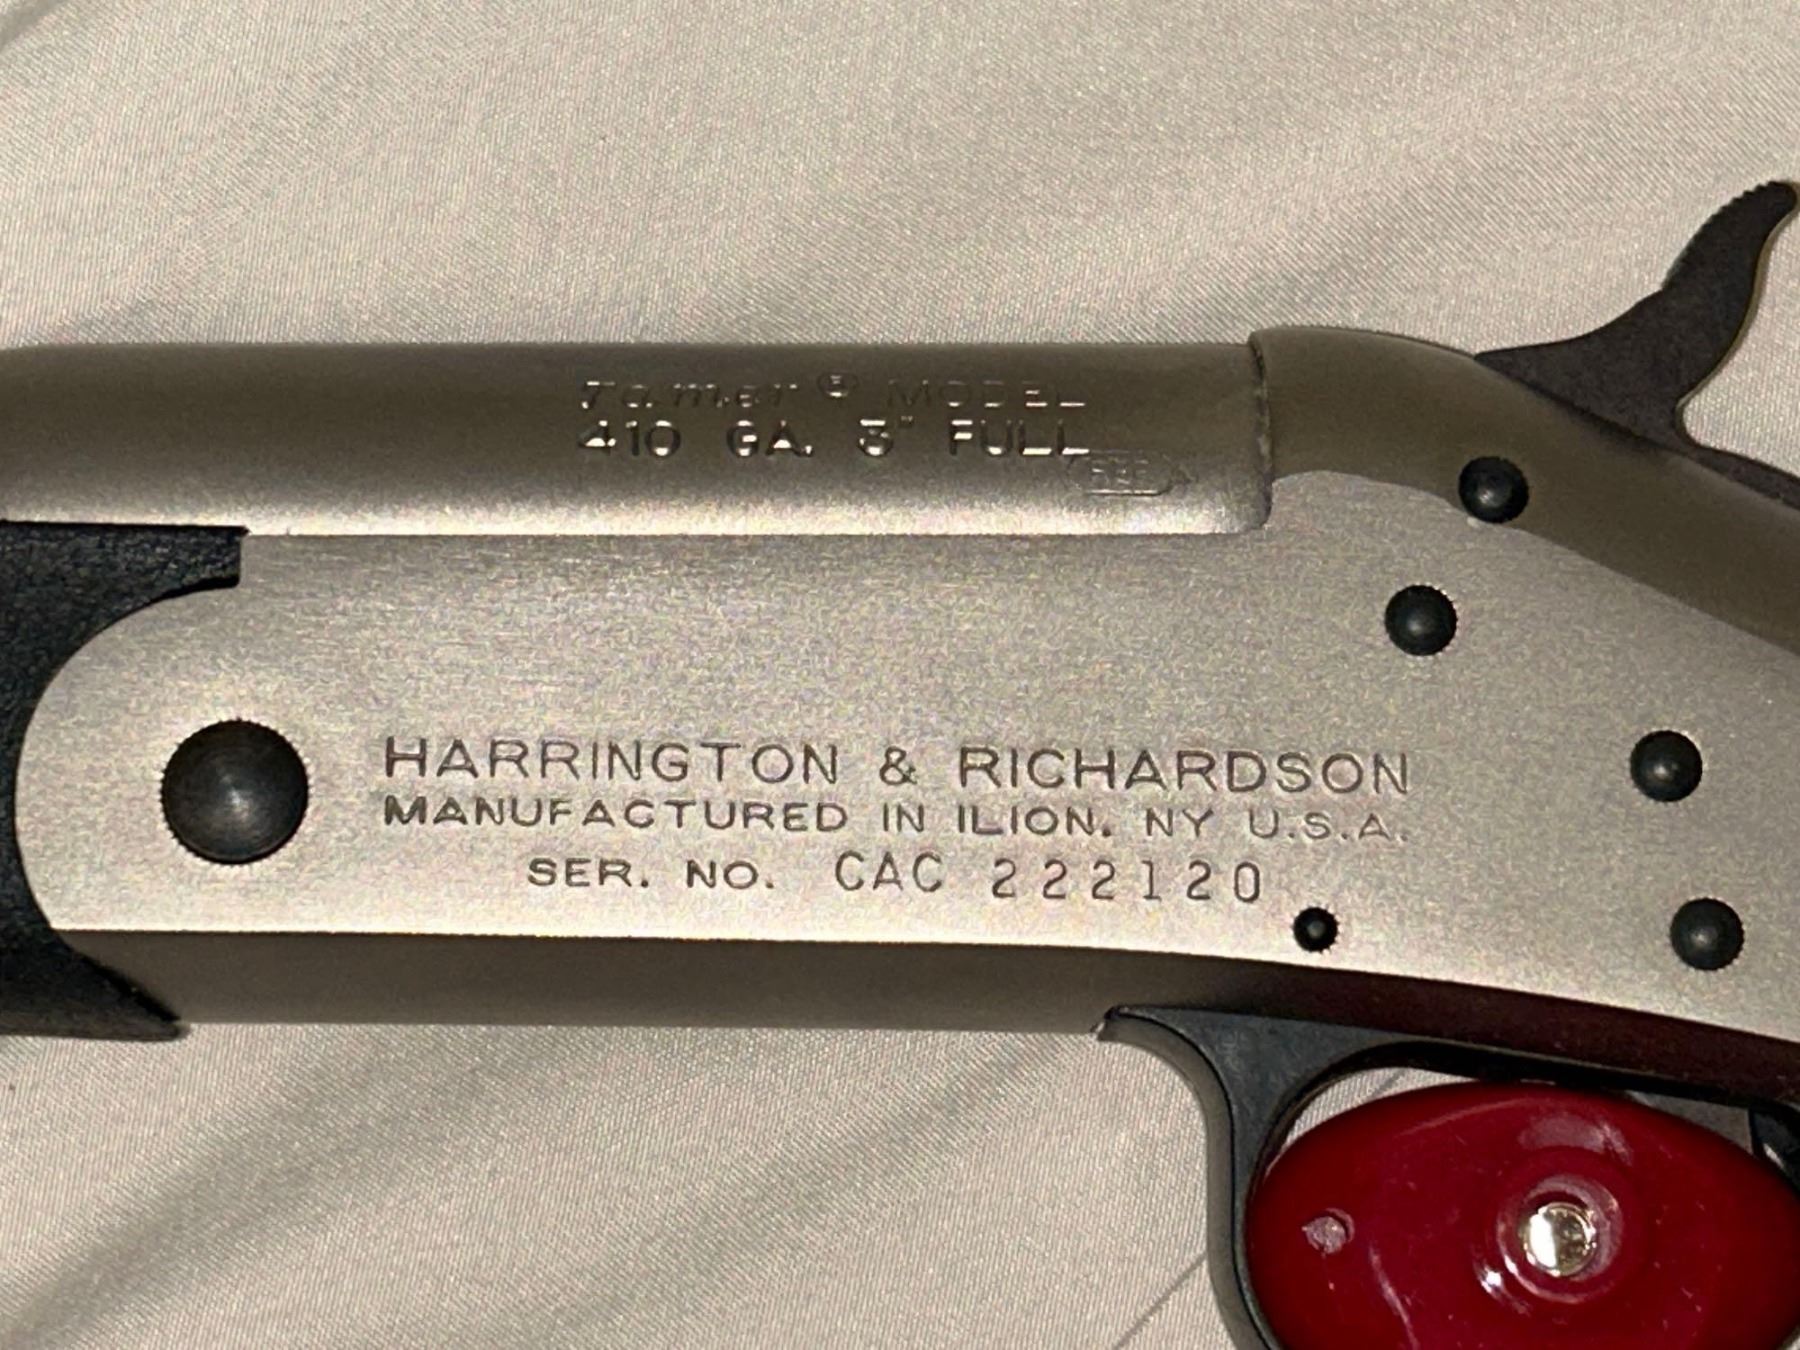 Tamer ® MODEL
410 GA. 3" FULL
HARRINGTON & RICHARDSON
MANUFACTURED IN ILION. NY U.S.A.
SER. NO. CAC 222120